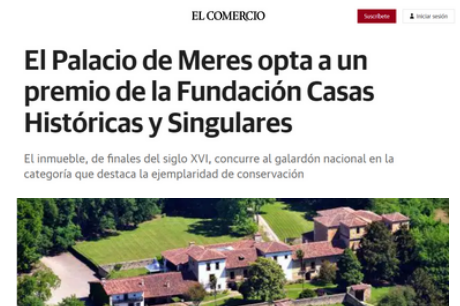 EL COMERCIO
Suscríbete
Iniciar sesión
El Palacio de Meres opta a un
premio de la Fundación Casas
Históricas y Singulares
El inmueble, de finales del siglo XVI, concurre al galardón nacional en la
categoría que destaca la ejemplaridad de conservación